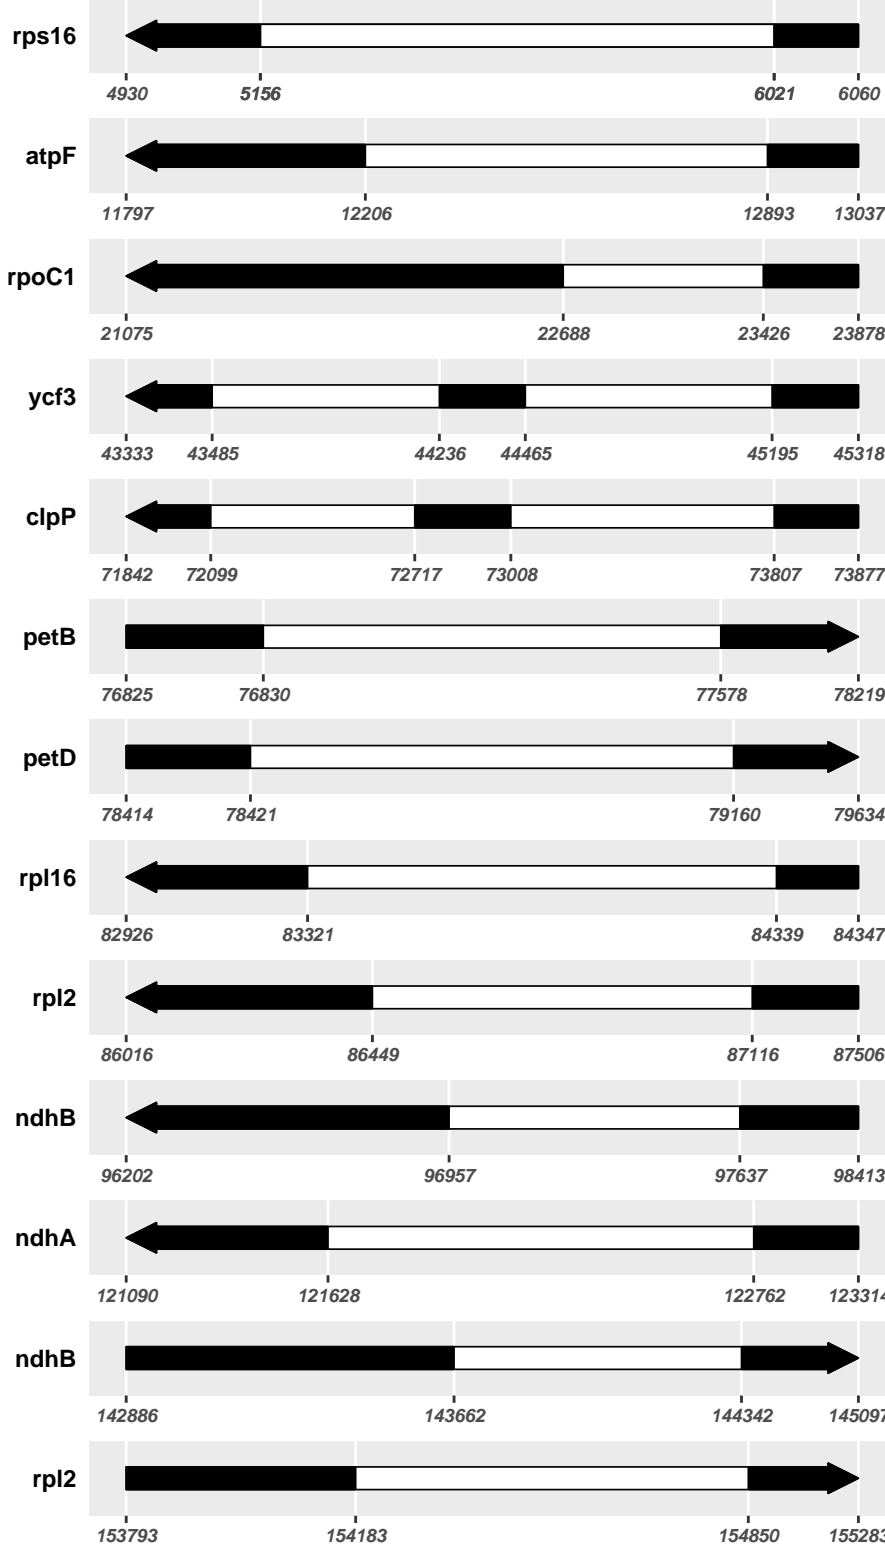 rps16
4930 5156 6021 6060
atpF
11797 12206 12893 13037
rpoC1
21075 22688 23426 23878
ycf3
43333 43485 44236 44465 45195 45318
clpP
71842 72099 72717 73008 73807 73877
petB
76825 76830 77578 78219
petD
78414 78421 79160 79634
rpl16
82926 83321 84339 84347
rpl2
86016 86449 87116 87506
ndhB
96202 96957 97637 98413
ndhA
121090 121628 122762 123314
ndhB
142886 143662 144342 145097
rpl2
153793 154183 154850 155283